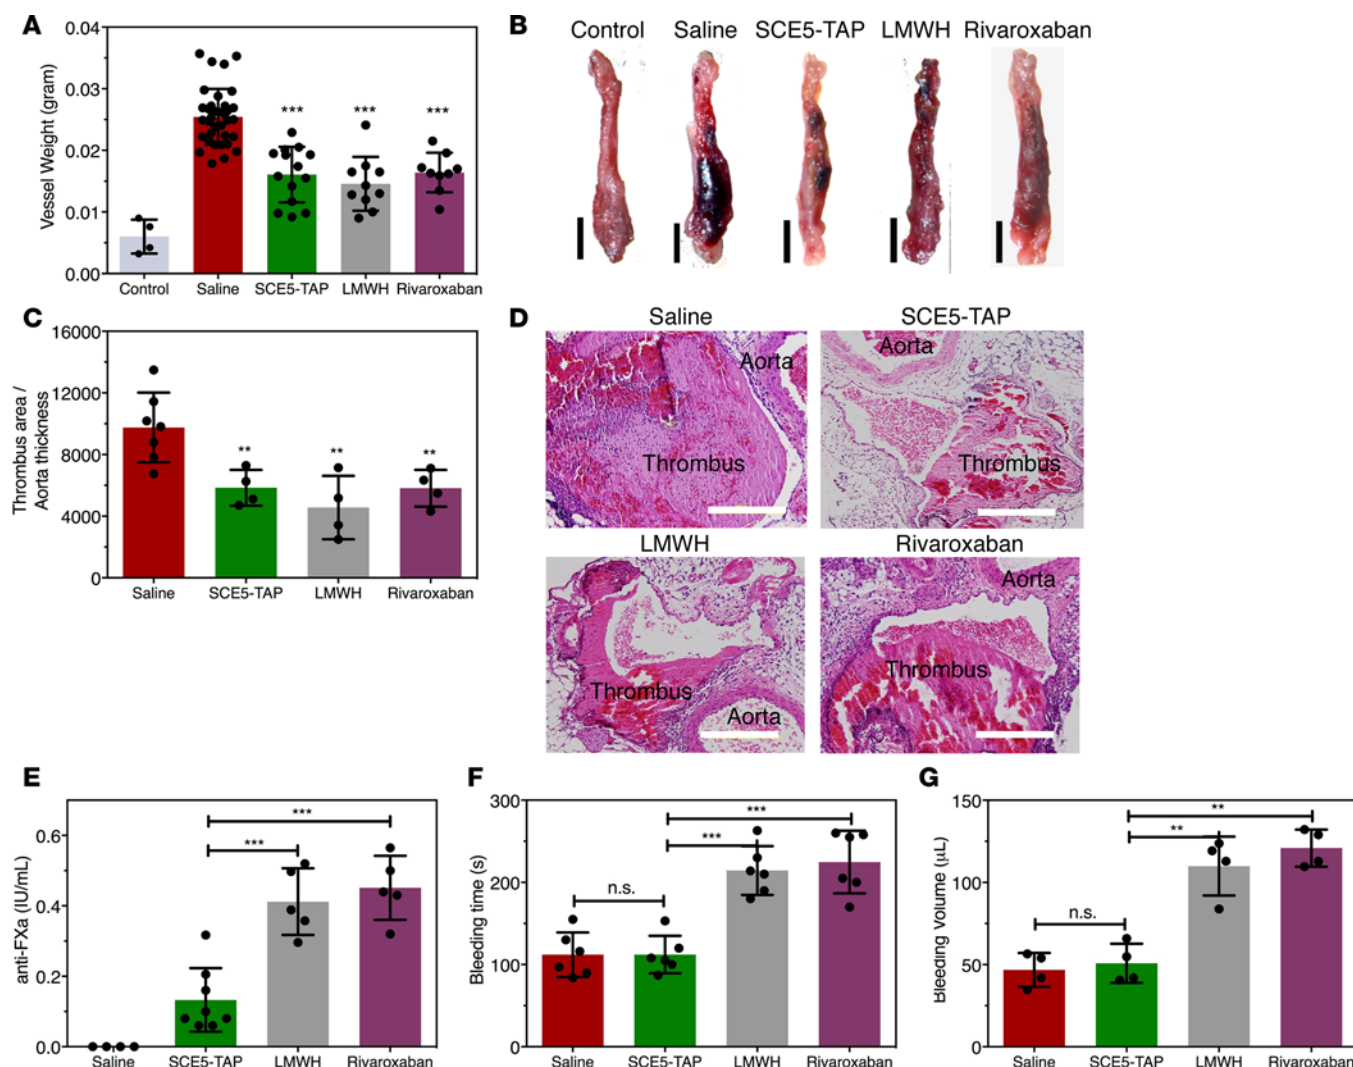 A
Vessel Weight (gram)
0.04
0.03
0.02
0.01
0.00
***
***
***
Control
Saline
SCE5-TAP
LMWH
Rivaroxaban
B
Control
Saline
SCE5-TAP
LMWH
Rivaroxaban
C
Thrombus area /
Aorta thickness
16000
12000
8000
4000
0
**
**
**
Saline
SCE5-TAP
LMWH
Rivaroxaban
D
Saline
Aorta
Thrombus
SCE5-TAP
Aorta
Thrombus
LMWH
Thrombus
Aorta
Rivaroxaban
Aorta
Thrombus
E
anti-FXa (IU/mL)
0.6
0.4
0.2
0.0
***
***
Saline
SCE5-TAP
LMWH
Rivaroxaban
F
Bleeding time (s)
300
200
100
0
***
***
n.s.
Saline
SCE5-TAP
LMWH
Rivaroxaban
G
Bleeding Volume (μL)
150
100
50
0
**
**
n.s.
Saline
SCE5-TAP
LMWH
Rivaroxaban